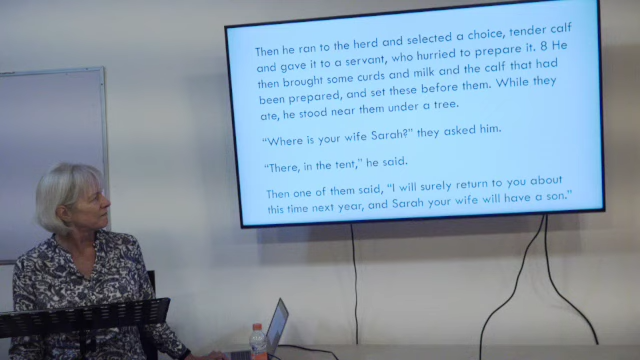 Then he ran to the herd and selected a choice, tender calf
and gave it to a servant, who hurried to prepare it. 8 He
then brought some curds and milk and the calf that had
been prepared, and set these before them. While they
ate, he stood near them under a tree.
“Where is your wife Sarah?” they asked him.
“There, in the tent,” he said.
Then one of them said, “I will surely return to you about
this time next year, and Sarah your wife will have a son.”